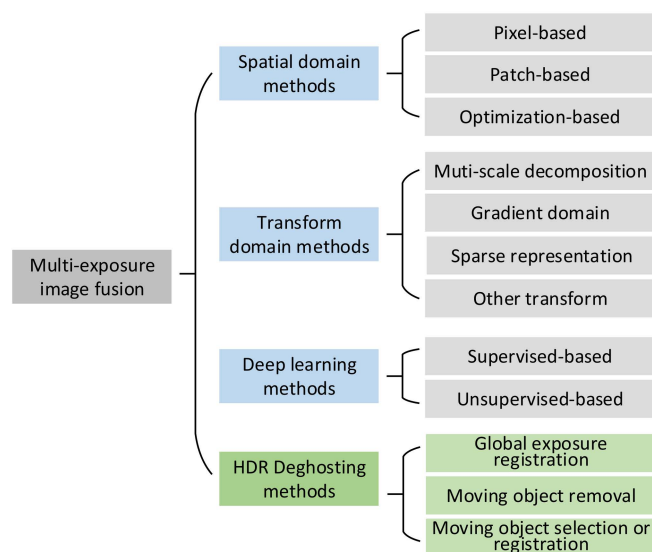 Multi-exposure
image fusion
Spatial domain
methods
Pixel-based
Patch-based
Optimization-based
Transform
domain methods
Muti-scale decomposition
Gradient domain
Sparse representation
Other transform
Deep learning
methods
Supervised-based
Unsupervised-based
HDR Deghosting
methods
Global exposure
registration
Moving object removal
Moving object selection or
registration